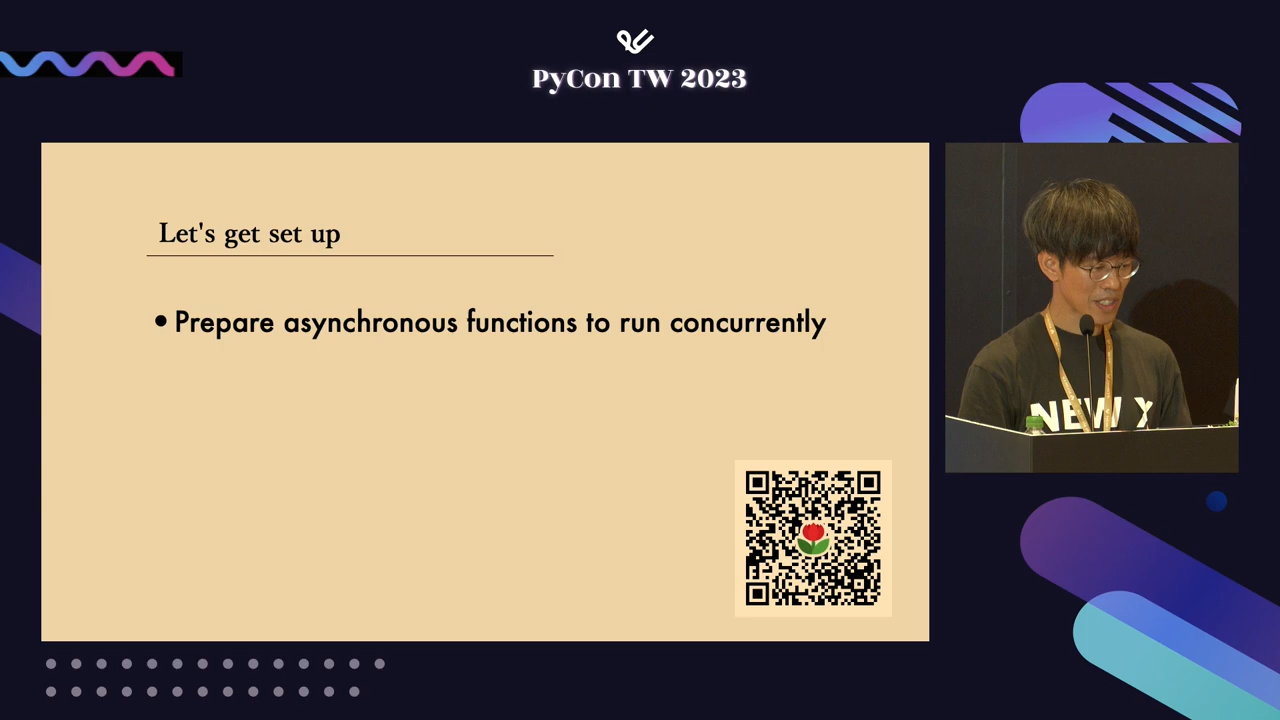 PyCon TW 2023
Let's get set up
• Prepare asynchronous functions to run concurrently
NEW